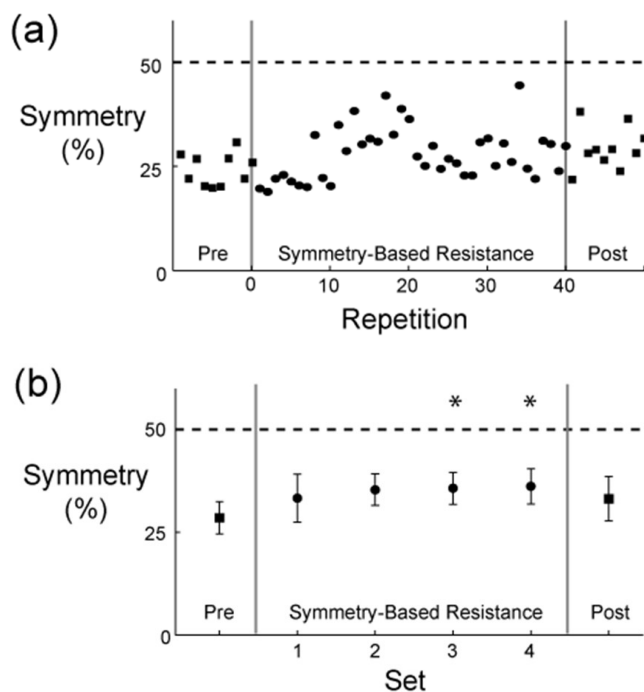 (a)
50
Symmetry
(%)
25
Pre
Symmetry-Based Resistance
Post
0
0
10
20
30
40
Repetition
(b)
* *
50
Symmetry
(%)
25
Pre
Symmetry-Based Resistance
Post
0
1
2
3
4
Set